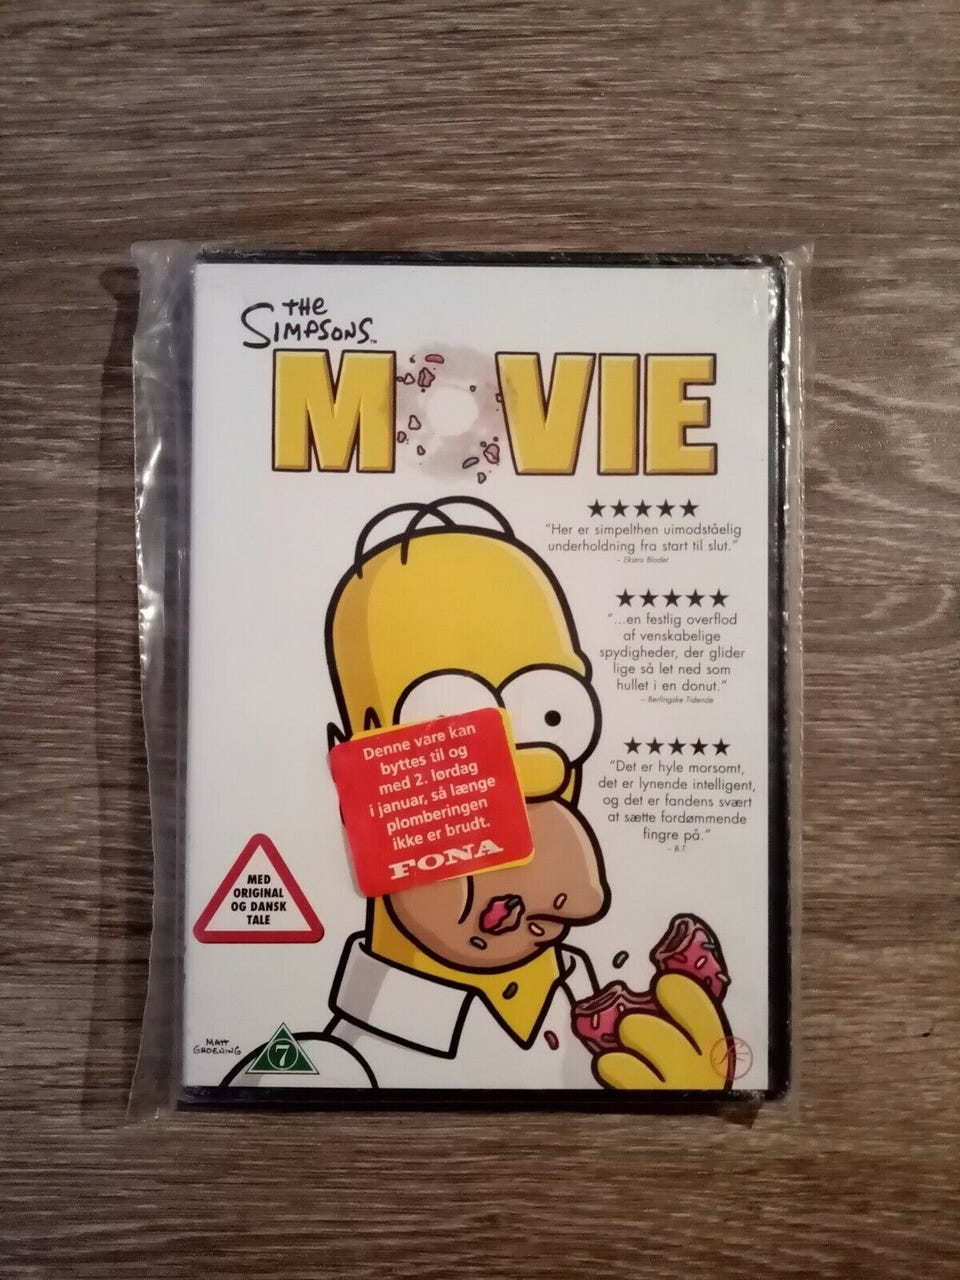 THE
SIMPSONS™
MOVIE
★★★★★
"Her er simpelthen uimodståelig
underholdning fra start til slut."
- Ekstra Bladet
★★★★★
"...en festlig overflod
af venskabelige
spydigheder, der glider
lige så let ned som
hullet i en donut."
- Berlingske Tidende
★★★★★
"Det er hyle morsomt,
det er lynende intelligent,
og det er fandens svært
at sætte fordømmende
fingre på."
- B.T
Denne vare kan
byttes til og
med 2. lørdag
i januar, så længe
plomberingen
ikke er brudt.
FONA
MED
ORIGINAL
OG DANSK
TALE
MATT
GROENING
7